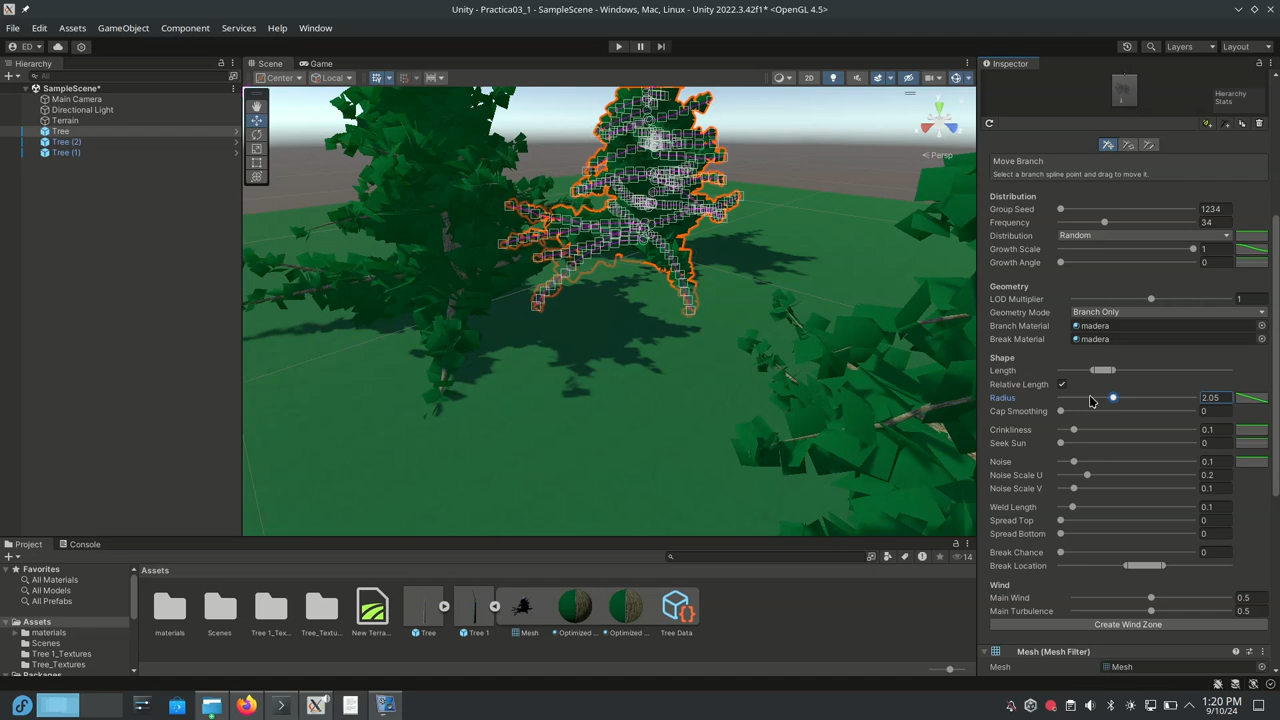 Unity - Practica03_1 - SampleScene - Windows, Mac, Linux - Unity 2022.3.42f1* <OpenGL 4.5>
File Edit Assets GameObject Component Services Help Window
ED Layers Layout
Hierarchy Scene Game Inspector
All Center Local 2D
SampleScene*
Main Camera
Directional Light
Terrain
Tree
Tree (2)
Tree (1)
Persp
Hierarchy
Stats
Move Branch
Select a branch spline point and drag to move it.
Distribution
Group Seed 1234
Frequency 34
Distribution Random
Growth Scale 1
Growth Angle 0
Geometry
LOD Multiplier 1
Geometry Mode Branch Only
Branch Material madera
Break Material madera
Shape
Length
Relative Length
Radius 2.05
Cap Smoothing 0
Crinkliness 0.1
Seek Sun 0
Noise 0.1
Noise Scale U 0.2
Noise Scale V 0.1
Weld Length 0.1
Spread Top 0
Spread Bottom 0
Break Chance 0
Break Location
Wind
Main Wind 0.5
Main Turbulence 0.5
Create Wind Zone
Mesh (Mesh Filter)
Mesh Mesh
Project Console
14
Favorites
All Materials
All Models
All Prefabs
Assets
materials
Scenes
Tree 1_Textures
Tree_Textures
Packages
Assets
materials Scenes Tree 1_Tex... Tree_Textu... New Terra... Tree Tree 1 Mesh Optimized ... Optimized ... Tree Data
1:20 PM
9/10/24